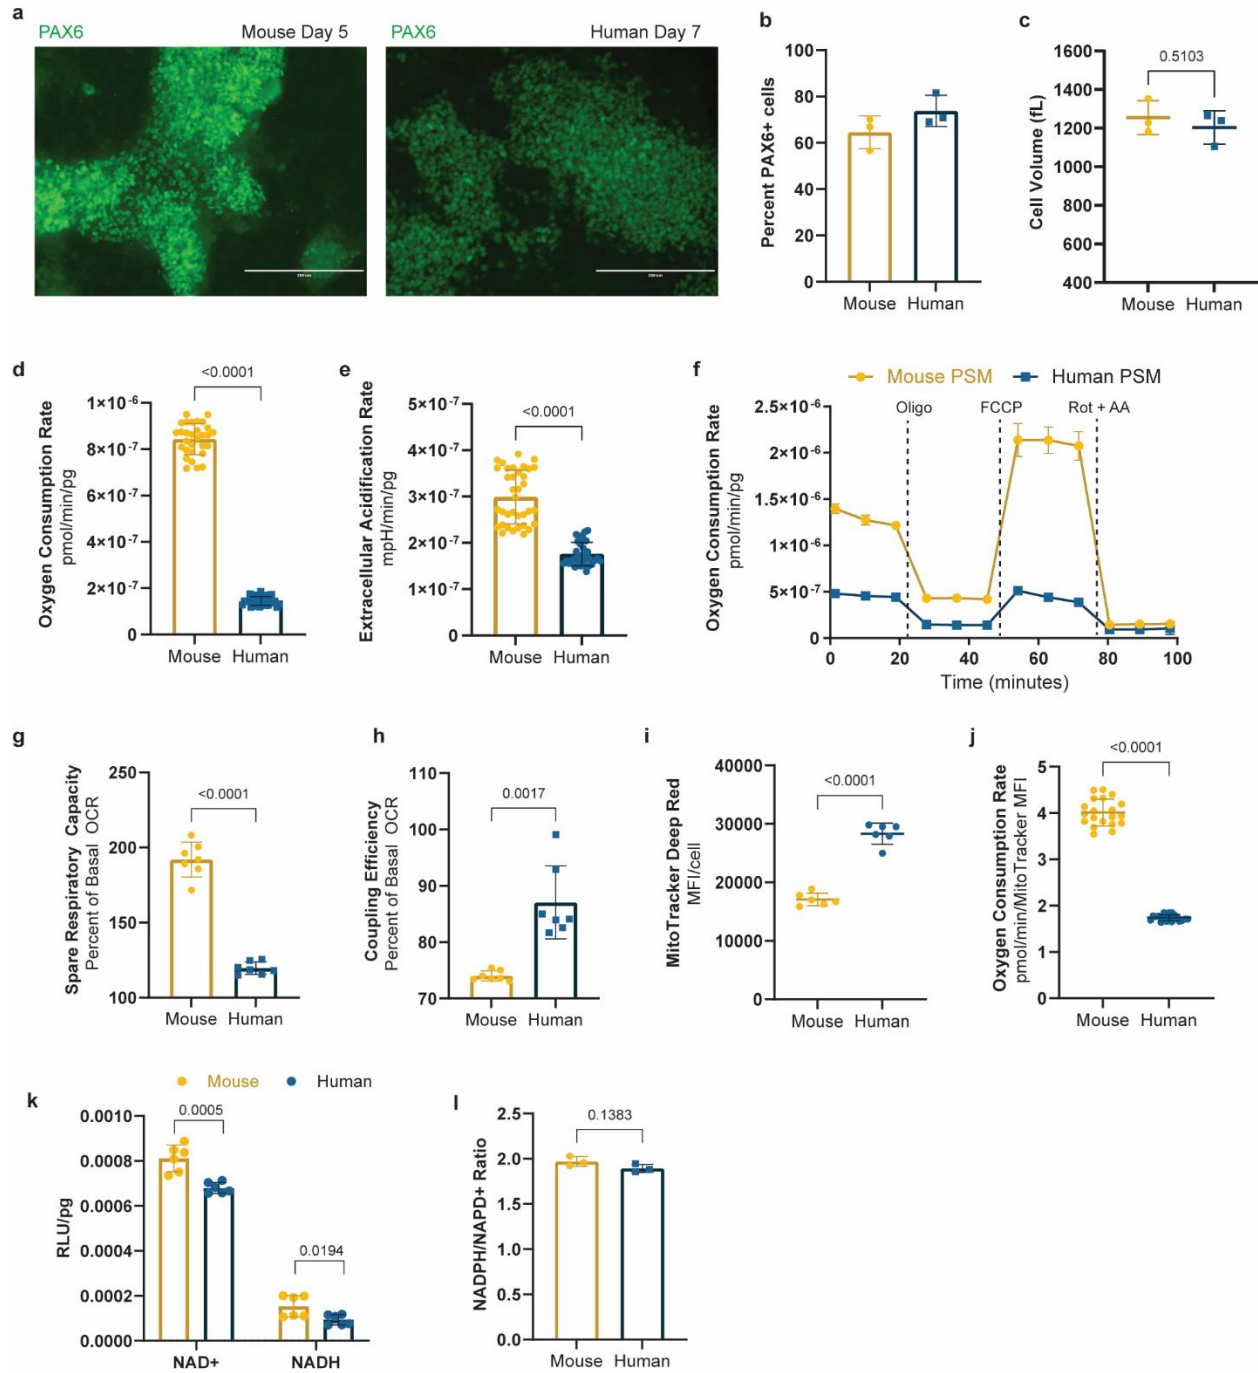 a
PAX6 Mouse Day 5
PAX6 Human Day 7
b
Percent PAX6+ cells
100
80
60
40
20
0
Mouse Human
c
Cell Volume (fL)
1600
1400
1200
1000
800
600
400
0.5103
Mouse Human
d
Oxygen Consumption Rate
pmol/min/pg
<0.0001
1×10-6
8×10-7
6×10-7
4×10-7
2×10-7
0
Mouse Human
e
Extracellular Acidification Rate
mpH/min/pg
<0.0001
5×10-7
4×10-7
3×10-7
2×10-7
1×10-7
0
Mouse Human
f
Mouse PSM Human PSM
Oligo FCCP Rot + AA
Oxygen Consumption Rate
pmol/min/pg
2.5×10-6
2×10-6
1.5×10-6
1×10-6
5×10-7
0
0 20 40 60 80 100
Time (minutes)
g
Spare Respiratory Capacity
Percent of Basal OCR
<0.0001
250
200
150
100
Mouse Human
h
Coupling Efficiency
Percent of Basal OCR
0.0017
110
100
90
80
70
Mouse Human
i
MitoTracker Deep Red
MFI/cell
<0.0001
40000
30000
20000
10000
0
Mouse Human
j
Oxygen Consumption Rate
pmol/min/MitoTracker MFI
<0.0001
5
4
3
2
1
0
Mouse Human
k
Mouse Human
RLU/pg
0.0005
0.0194
0.0010
0.0008
0.0006
0.0004
0.0002
0.0000
NAD+ NADH
l
NADPH/NAPD+ Ratio
0.1383
2.5
2.0
1.5
1.0
0.5
0.0
Mouse Human